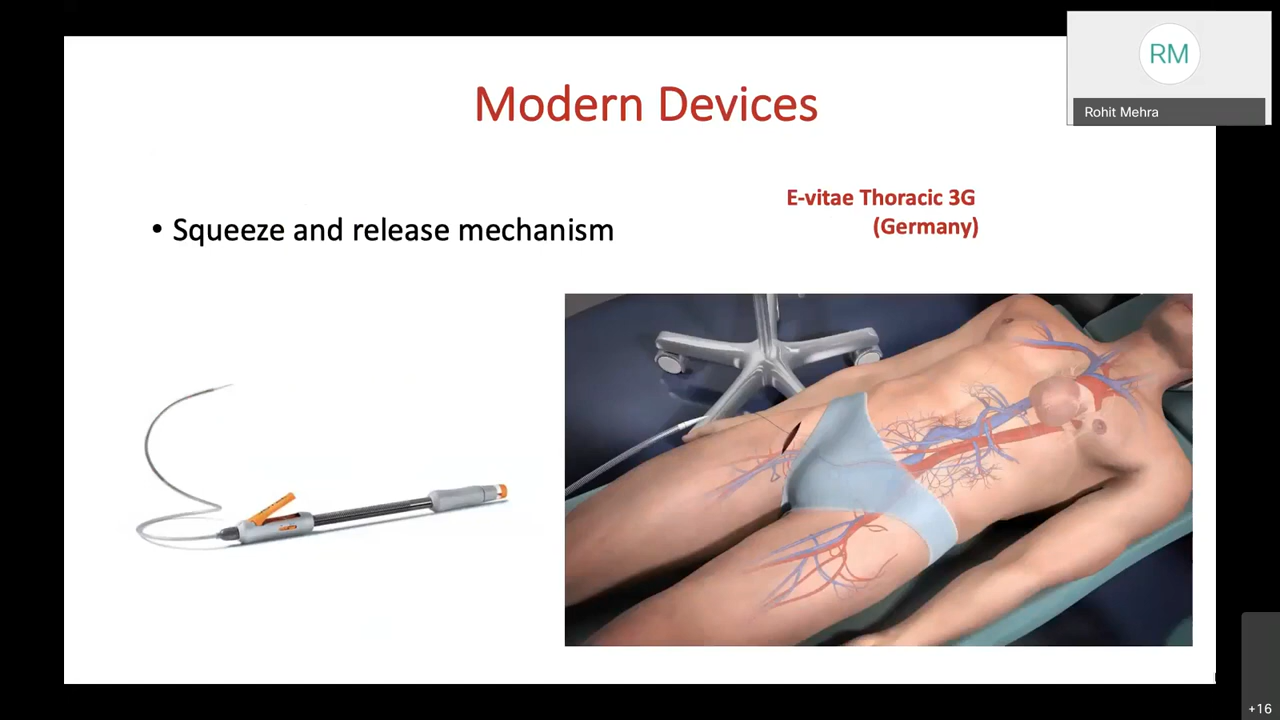 RM
Rohit Mehra
Modern Devices
E-vitae Thoracic 3G
(Germany)
• Squeeze and release mechanism
+16